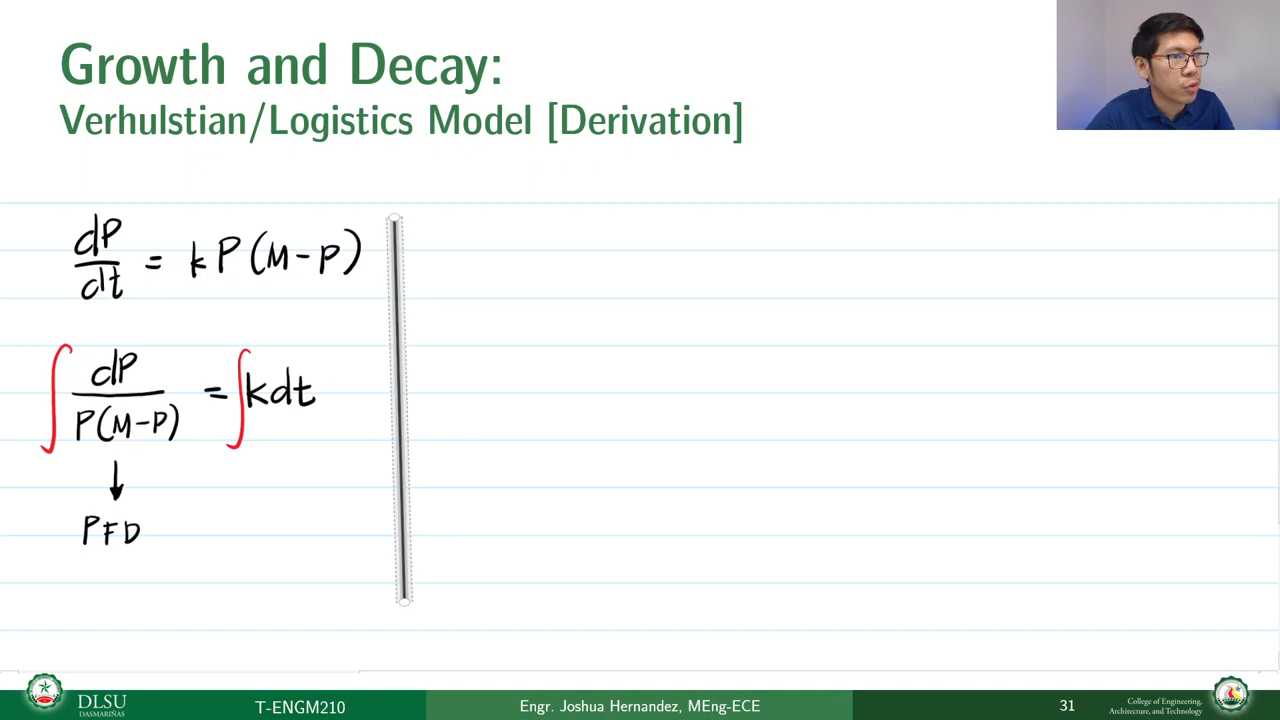 Growth and Decay:
Verhulstian/Logistics Model [Derivation]
dP/dt = kP(M-P)
∫ dP/P(M-P) = ∫ kdt
↓
PFD
DLSU
DASMARIÑAS
T-ENGM210
Engr. Joshua Hernandez, MEng-ECE
31
College of Engineering,
Architecture, and Technology